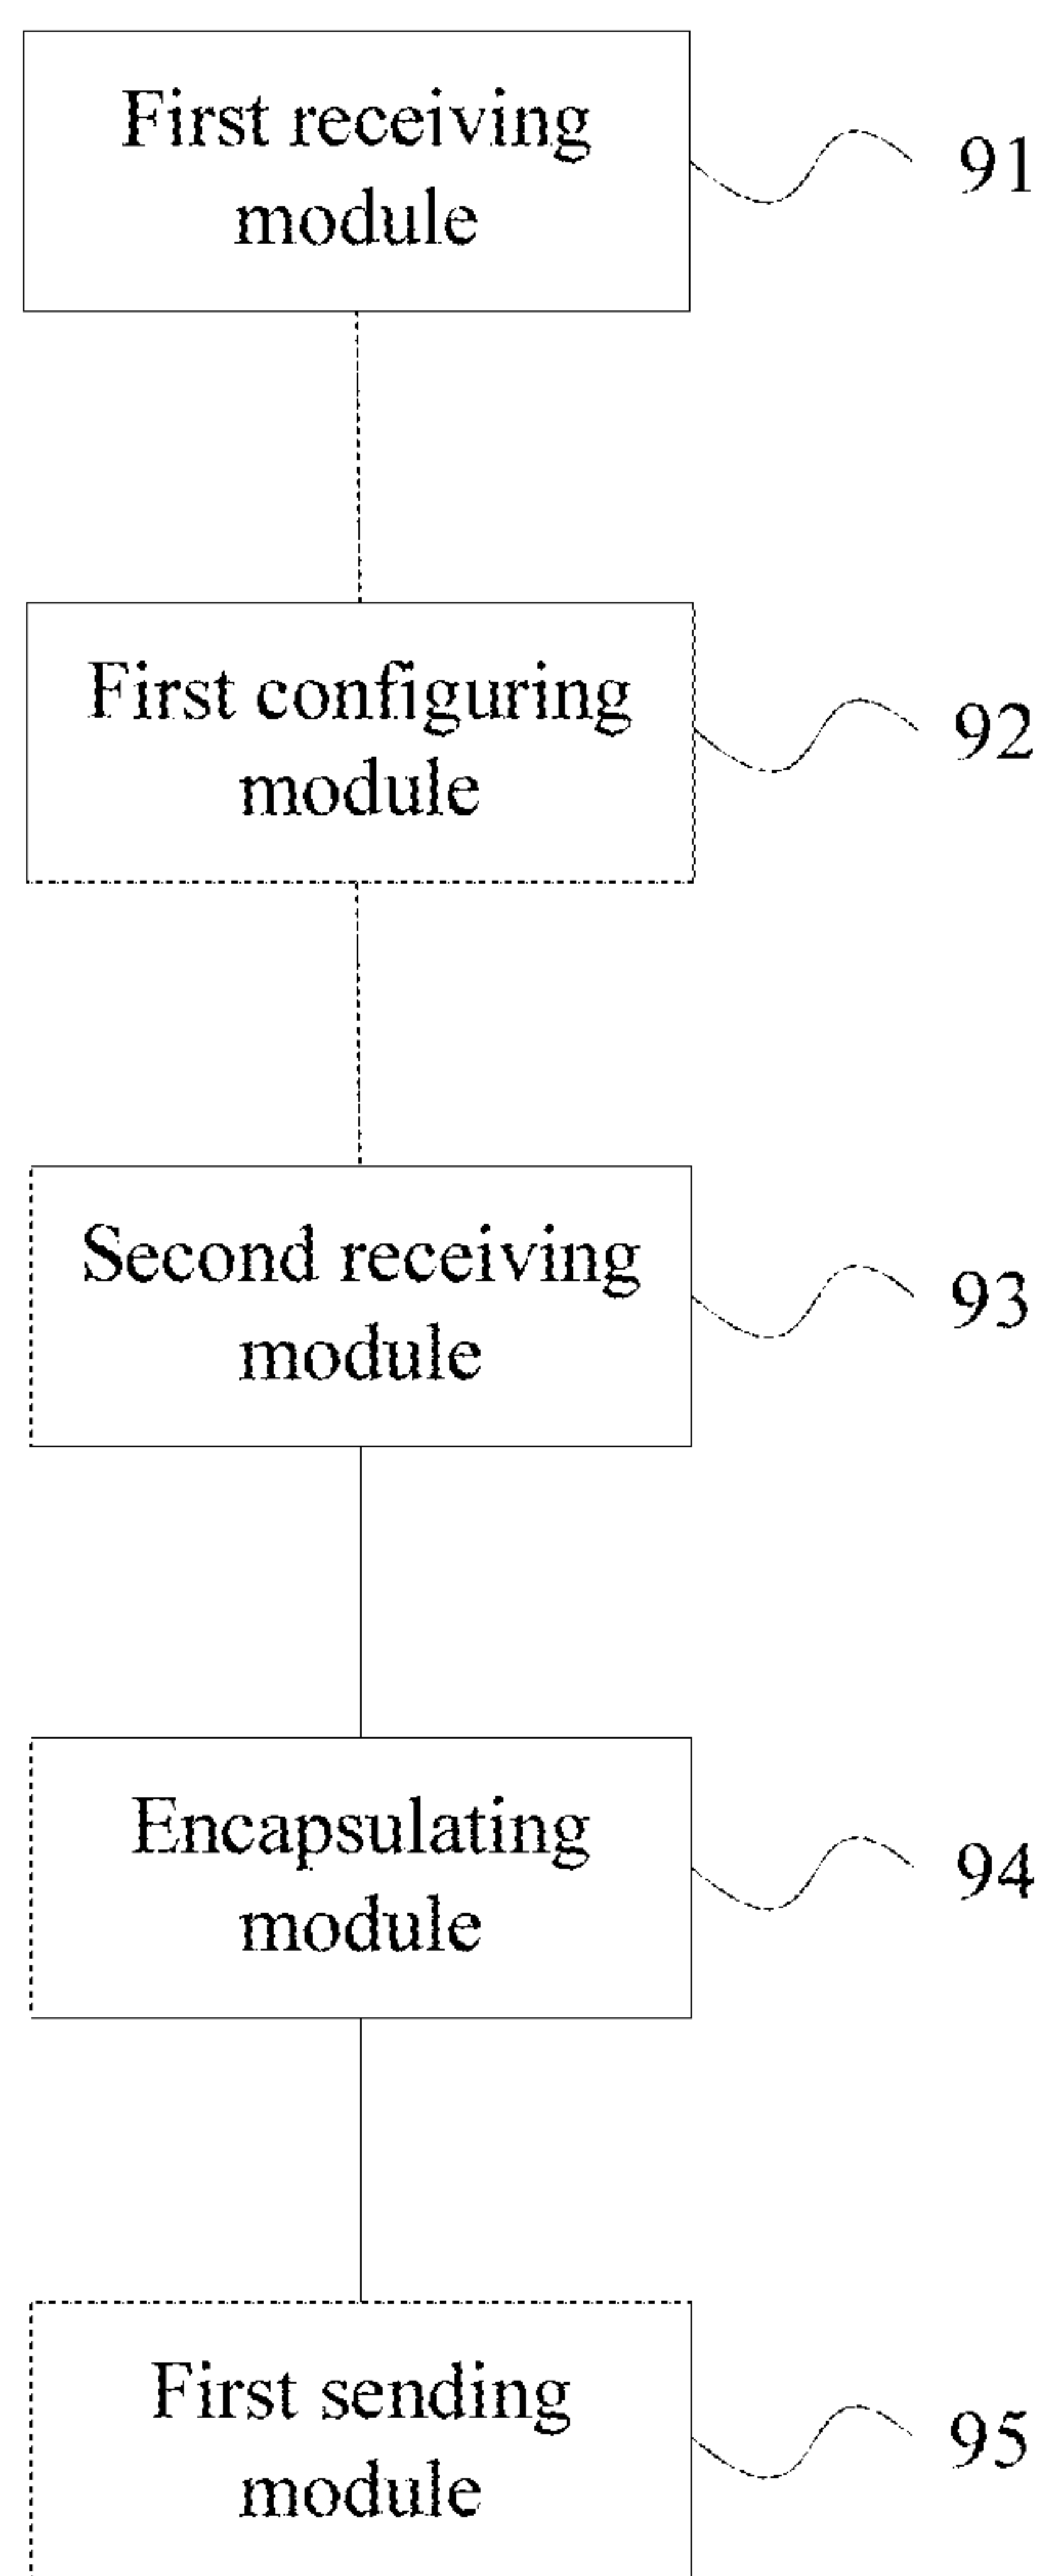 First receiving
module
91
First configuring
module
92
Second receiving
module
93
Encapsulating
module
94
First sending
module
95